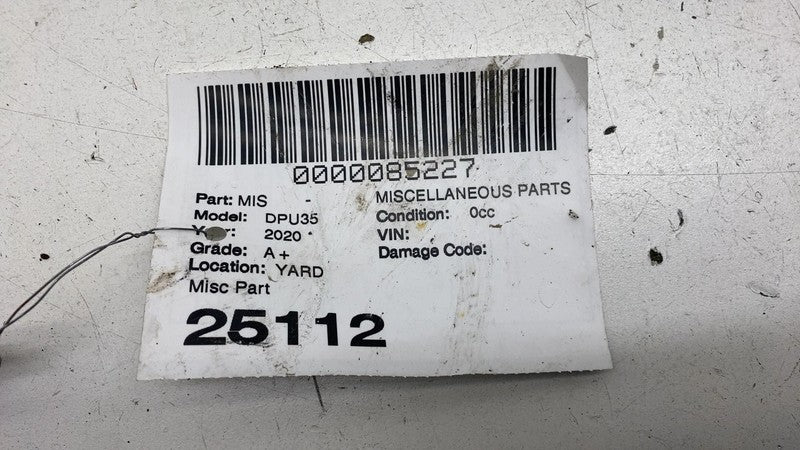 0000085227
Part: MIS - MISCELLANEOUS PARTS
Model: DPU35 Condition: 0cc
Year: 2020 * VIN:
Grade: A+ Damage Code:
Location: YARD
Misc Part
25112